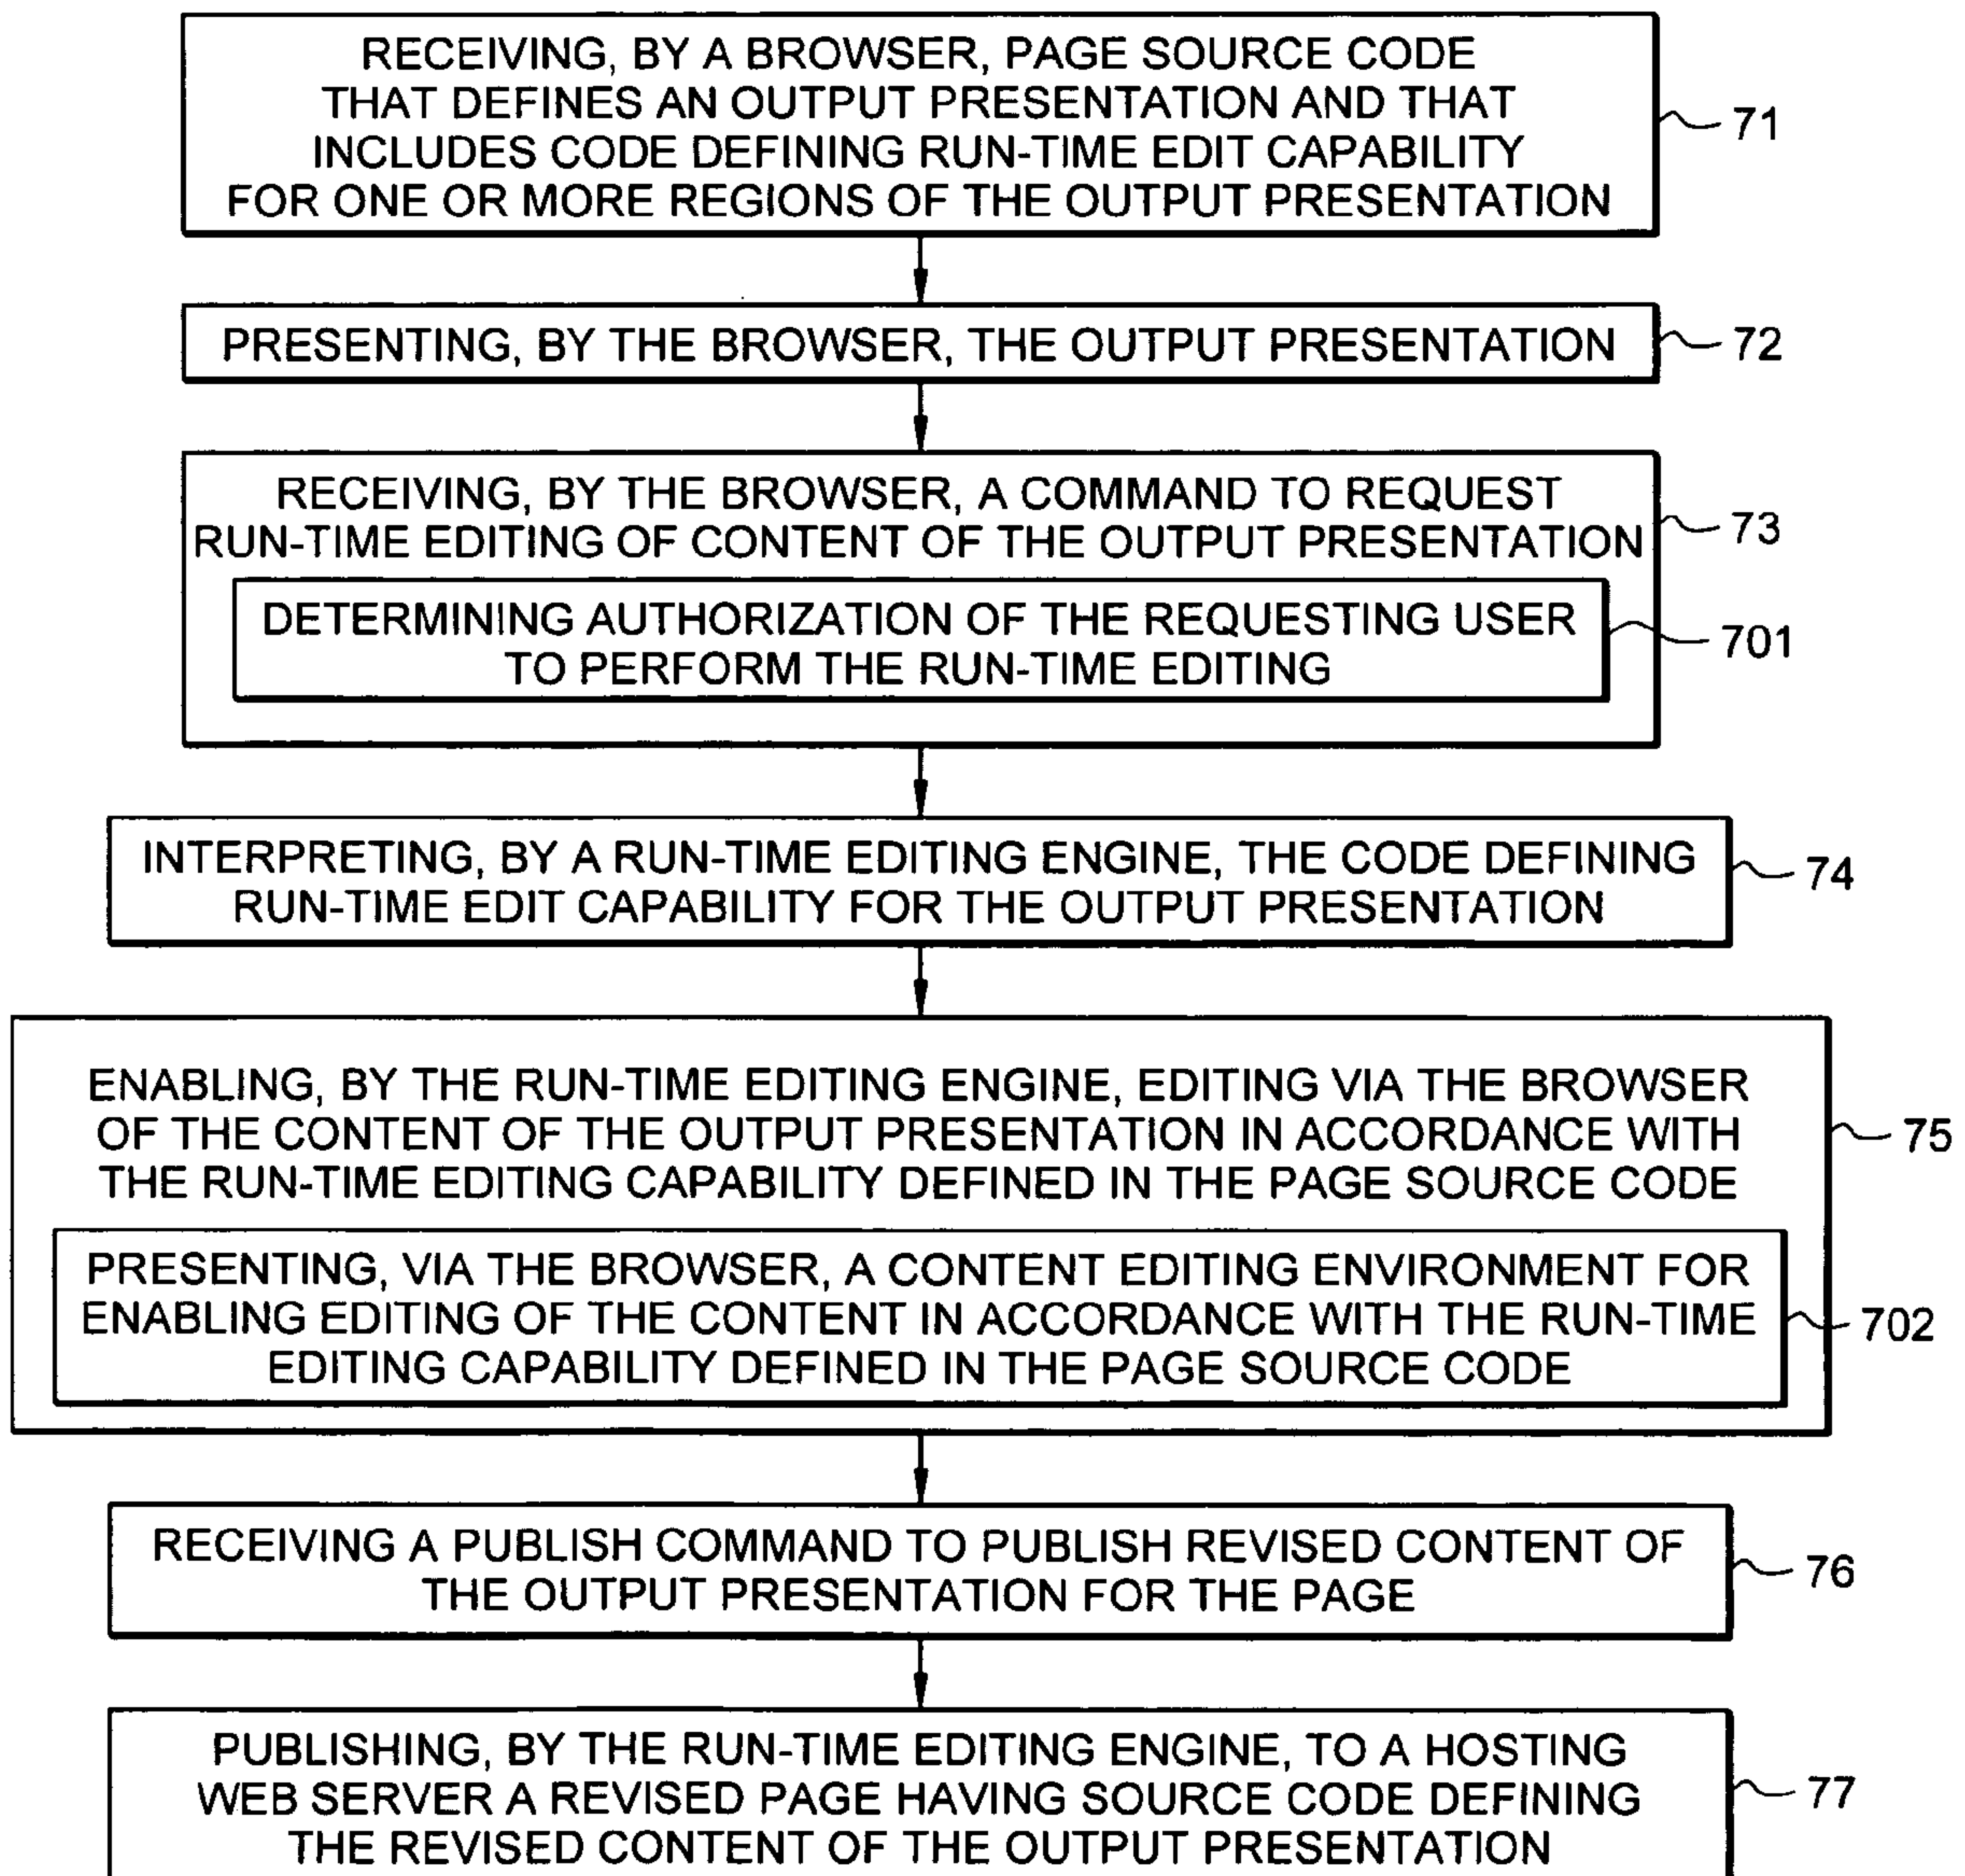 RECEIVING, BY A BROWSER, PAGE SOURCE CODE
THAT DEFINES AN OUTPUT PRESENTATION AND THAT
INCLUDES CODE DEFINING RUN-TIME EDIT CAPABILITY
FOR ONE OR MORE REGIONS OF THE OUTPUT PRESENTATION
71
PRESENTING, BY THE BROWSER, THE OUTPUT PRESENTATION
72
RECEIVING, BY THE BROWSER, A COMMAND TO REQUEST
RUN-TIME EDITING OF CONTENT OF THE OUTPUT PRESENTATION
73
DETERMINING AUTHORIZATION OF THE REQUESTING USER
TO PERFORM THE RUN-TIME EDITING
701
INTERPRETING, BY A RUN-TIME EDITING ENGINE, THE CODE DEFINING
RUN-TIME EDIT CAPABILITY FOR THE OUTPUT PRESENTATION
74
ENABLING, BY THE RUN-TIME EDITING ENGINE, EDITING VIA THE BROWSER
OF THE CONTENT OF THE OUTPUT PRESENTATION IN ACCORDANCE WITH
THE RUN-TIME EDITING CAPABILITY DEFINED IN THE PAGE SOURCE CODE
75
PRESENTING, VIA THE BROWSER, A CONTENT EDITING ENVIRONMENT FOR
ENABLING EDITING OF THE CONTENT IN ACCORDANCE WITH THE RUN-TIME
EDITING CAPABILITY DEFINED IN THE PAGE SOURCE CODE
702
RECEIVING A PUBLISH COMMAND TO PUBLISH REVISED CONTENT OF
THE OUTPUT PRESENTATION FOR THE PAGE
76
PUBLISHING, BY THE RUN-TIME EDITING ENGINE, TO A HOSTING
WEB SERVER A REVISED PAGE HAVING SOURCE CODE DEFINING
THE REVISED CONTENT OF THE OUTPUT PRESENTATION
77